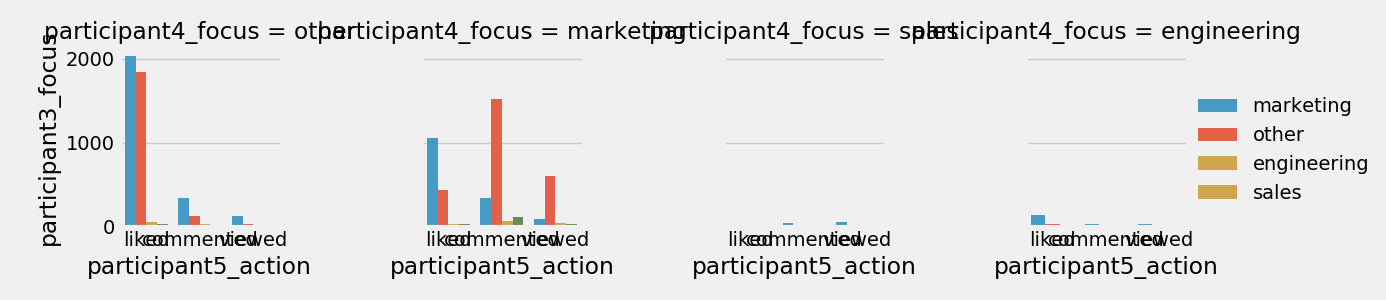 participant4_focus = other
participant4_focus = marketing
participant4_focus = sales
participant4_focus = engineering
participant3_focus
2000
1000
0
liked
commented
viewed
liked
commented
viewed
liked
commented
viewed
liked
commented
viewed
participant5_action
participant5_action
participant5_action
participant5_action
marketing
other
engineering
sales